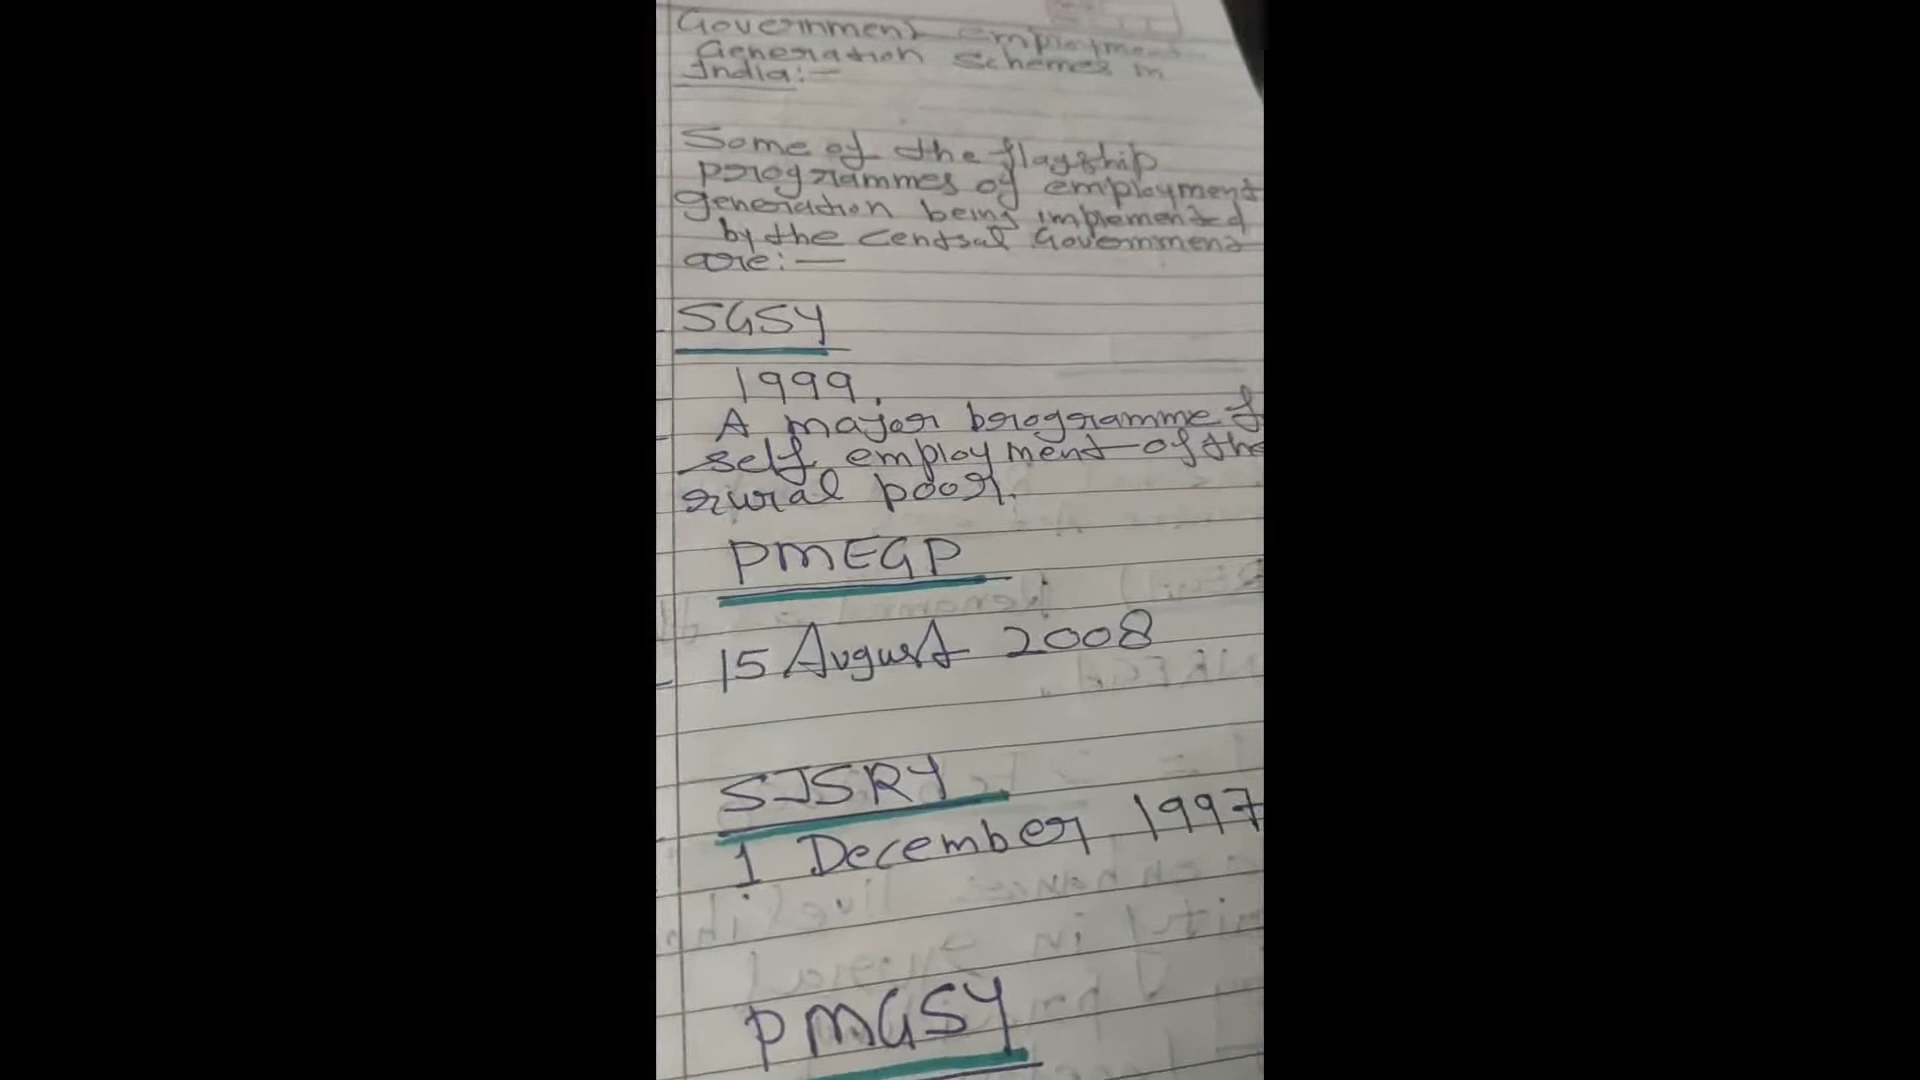 Government employment
Generation schemes in
India:-
Some of the flagship
programmes of employment
generation being implemented
by the central Government
are:-
SGSY
1999.
A major programme of
self employment of the
rural poor.
PMEGP
15 August 2008
SJSRY
1 December 1997
PMGSY